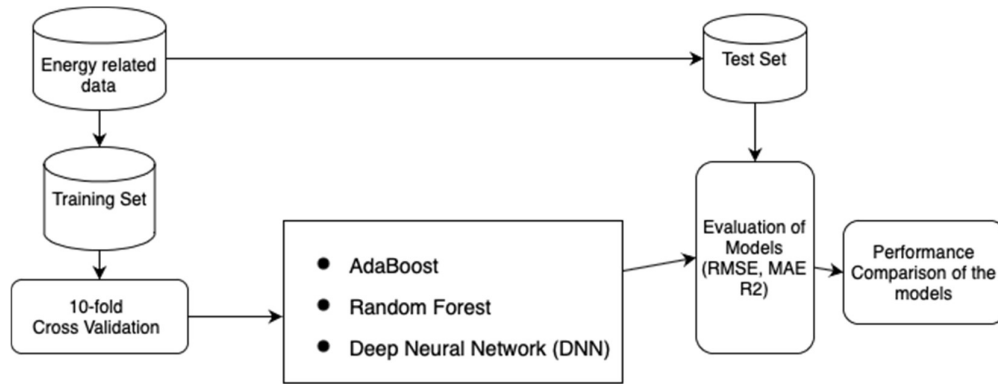 Energy related
data
Test Set
Training Set
10-fold
Cross Validation
AdaBoost
Random Forest
Deep Neural Network (DNN)
Evaluation of
Models
(RMSE, MAE
R2)
Performance
Comparison of the
models